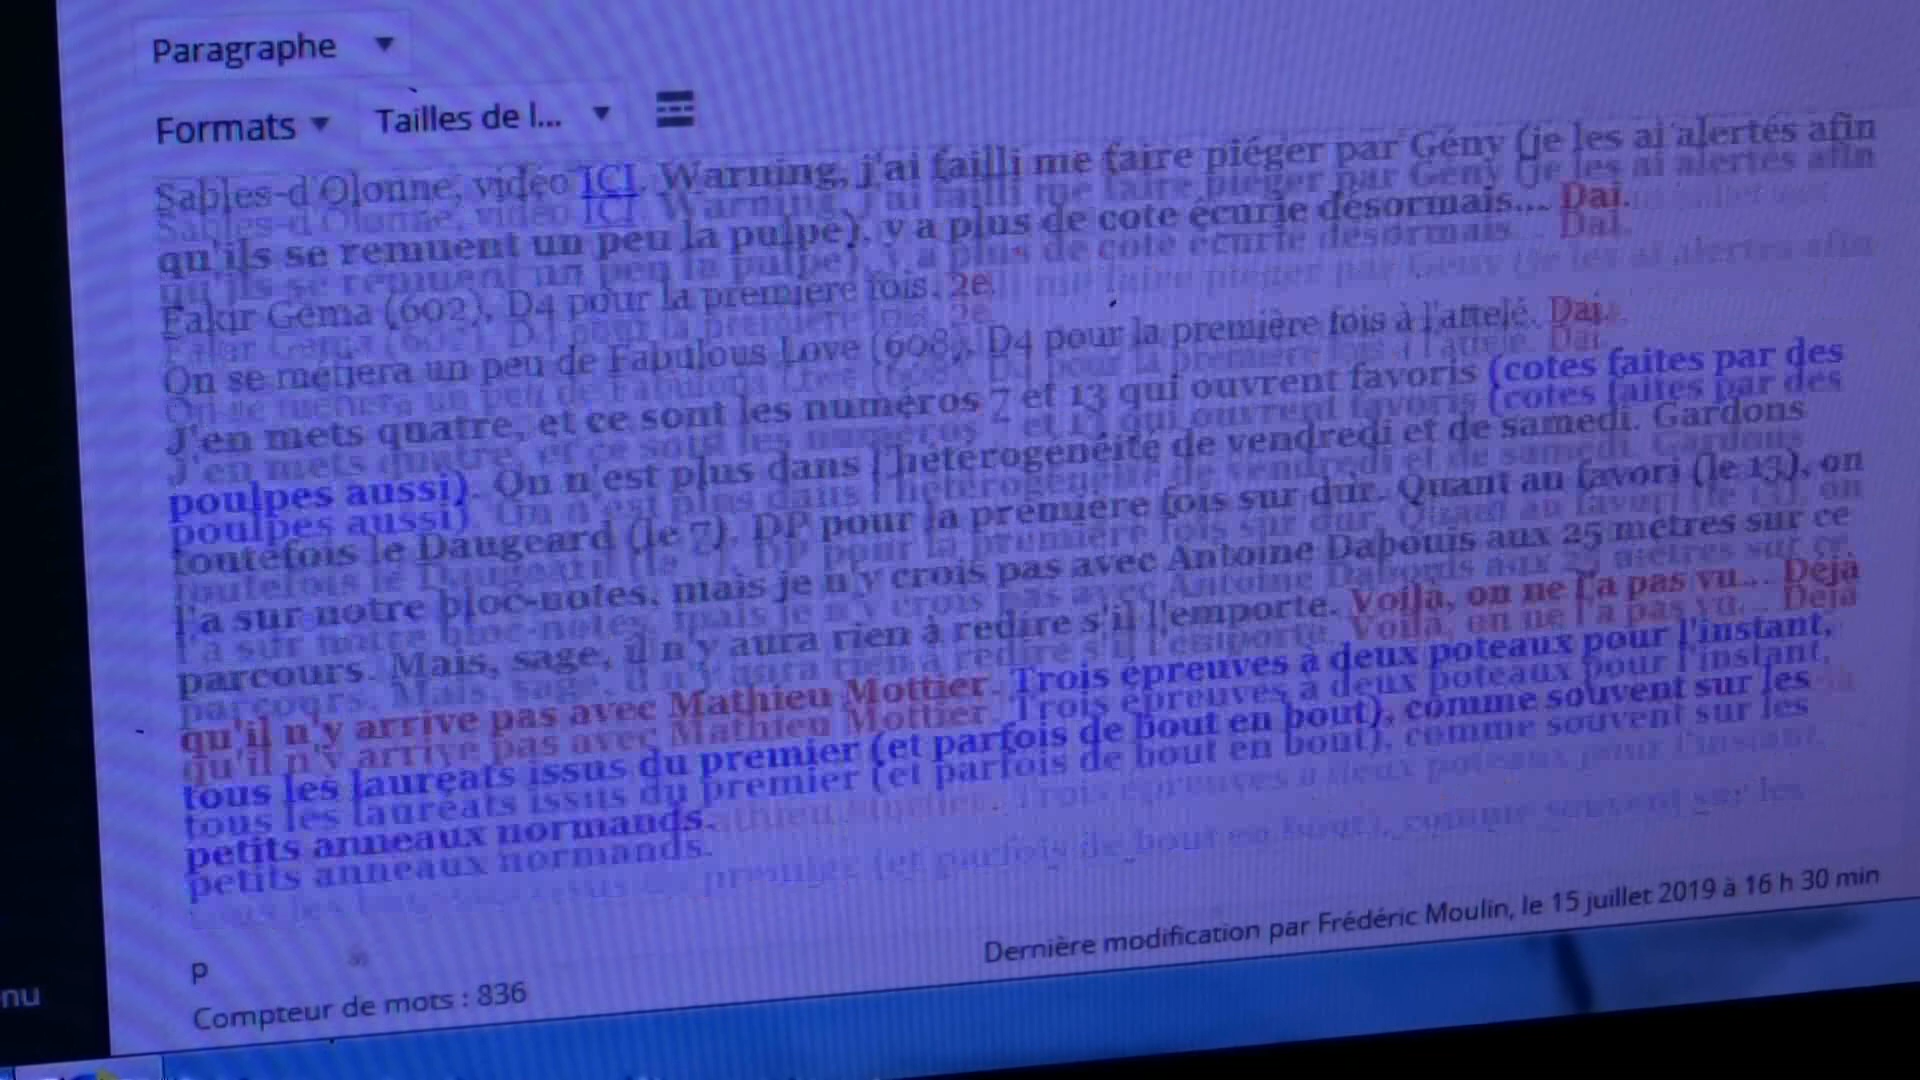 Paragraphe
Formats Tailles de l...
Sables-d'Olonne, vidéo ICI. Warning, j'ai failli me faire piéger par Gény (je les ai alertés afin
qu'ils se remuent un peu la pulpe), y a plus de cote écurie désormais... Dai.
Fakir Géma (602), D4 pour la première fois. 2e.
On se méfiera un peu de Fabulous Love (608), D4 pour la première fois à l'attelé. Dai.
J'en mets quatre, et ce sont les numéros 7 et 13 qui ouvrent favoris (cotes faites par des
poulpes aussi). On n'est plus dans l'hétérogénéité de vendredi et de samedi. Gardons
toutefois le Daugeard (le 7), DP pour la première fois sur dur. Quant au favori (le 13), on
l'a sur notre bloc-notes, mais je n'y crois pas avec Antoine Dabouis aux 25 mètres sur ce
parcours. Mais, sage, il n'y aura rien à redire s'il l'emporte. Voilà, on ne l'a pas vu... Déjà
qu'il n'y arrive pas avec Mathieu Mottier. Trois épreuves à deux poteaux pour l'instant,
tous les lauréats issus du premier (et parfois de bout en bout), comme souvent sur les
petits anneaux normands.
Dernière modification par Frédéric Moulin, le 15 juillet 2019 à 16 h 30 min
p
Compteur de mots : 836
nu